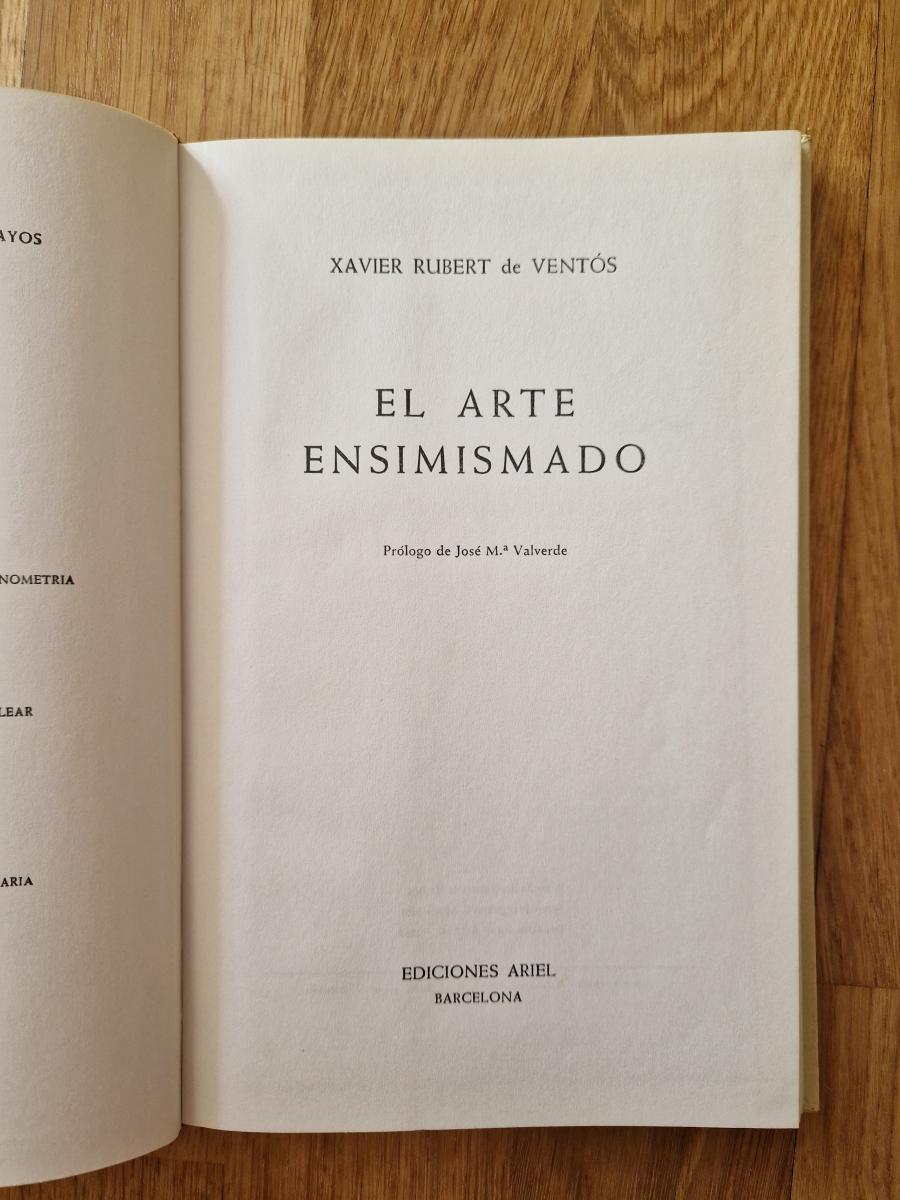 XAVIER RUBERT de VENTÓS
EL ARTE
ENSIMISMADO
Prólogo de José M.ª Valverde
EDICIONES ARIEL
BARCELONA
AYOS
NOMETRIA
LEAR
ARIA